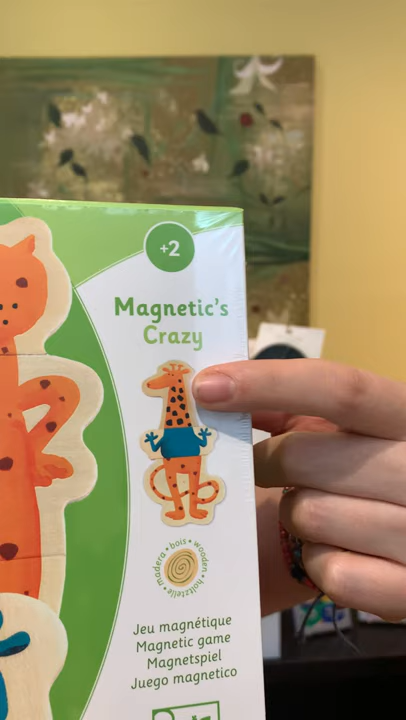 +2
Magnetic's
Crazy
madera • bois • wooden • holzteile •
Jeu magnétique
Magnetic game
Magnetspiel
Juego magnetico